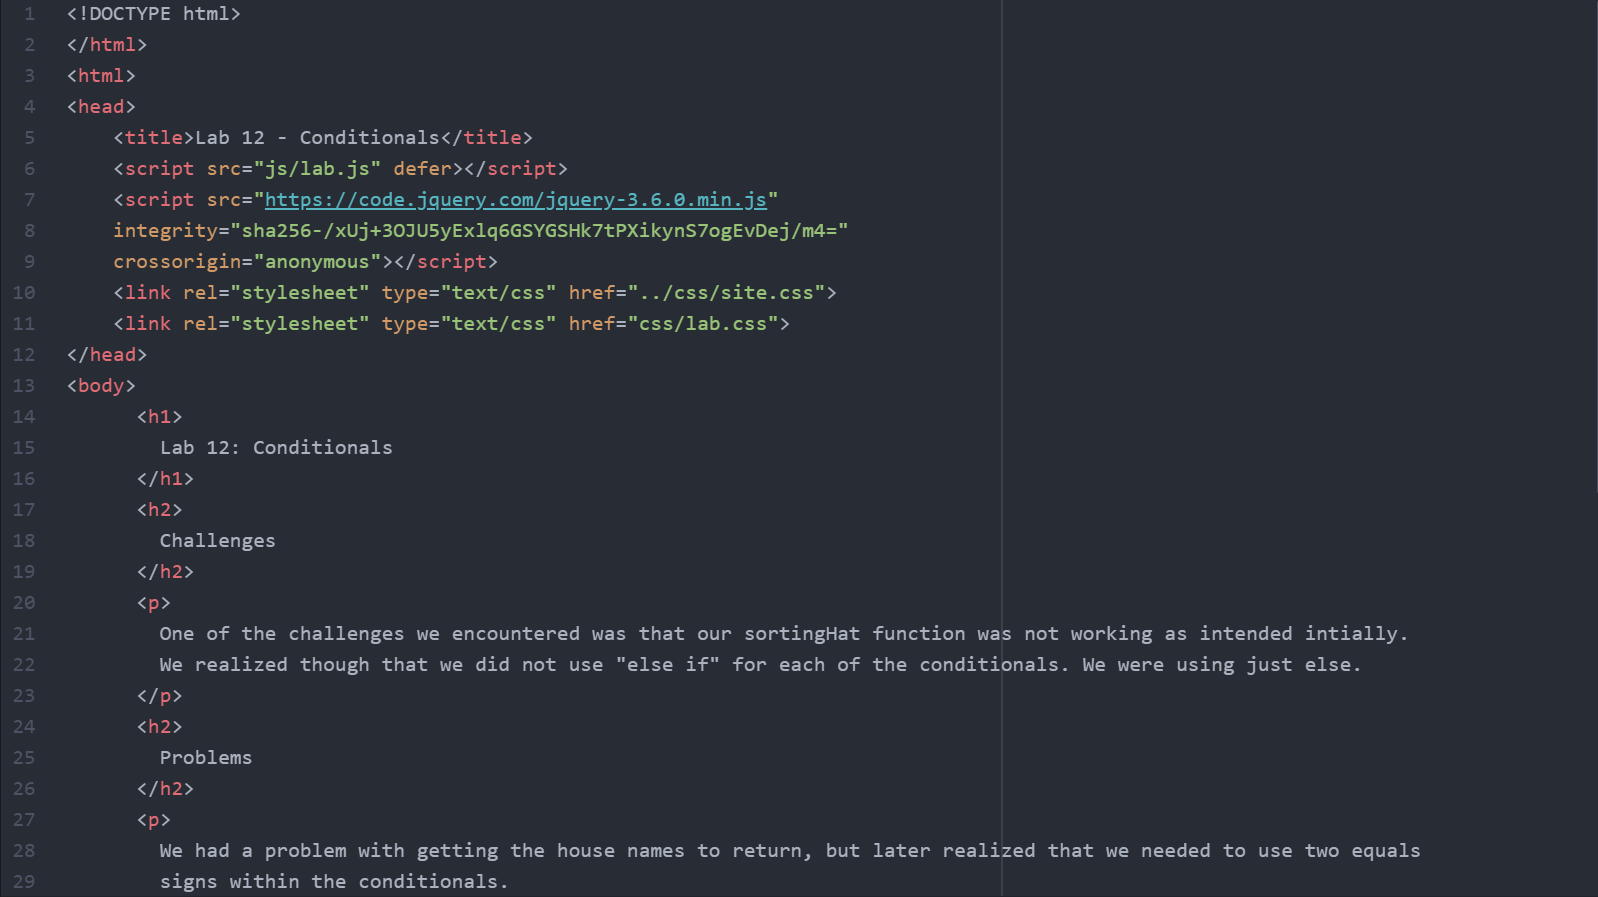 1 <!DOCTYPE html>
2 </html>
3 <html>
4 <head>
5     <title>Lab 12 - Conditionals</title>
6     <script src="js/lab.js" defer></script>
7     <script src="https://code.jquery.com/jquery-3.6.0.min.js"
8     integrity="sha256-/xUj+3OJU5yExlq6GSYGSHk7tPXikynS7ogEvDej/m4="
9     crossorigin="anonymous"></script>
10     <link rel="stylesheet" type="text/css" href="../css/site.css">
11     <link rel="stylesheet" type="text/css" href="css/lab.css">
12 </head>
13 <body>
14       <h1>
15         Lab 12: Conditionals
16       </h1>
17       <h2>
18         Challenges
19       </h2>
20       <p>
21         One of the challenges we encountered was that our sortingHat function was not working as intended intially.
22         We realized though that we did not use "else if" for each of the conditionals. We were using just else.
23       </p>
24       <h2>
25         Problems
26       </h2>
27       <p>
28         We had a problem with getting the house names to return, but later realized that we needed to use two equals
29         signs within the conditionals.